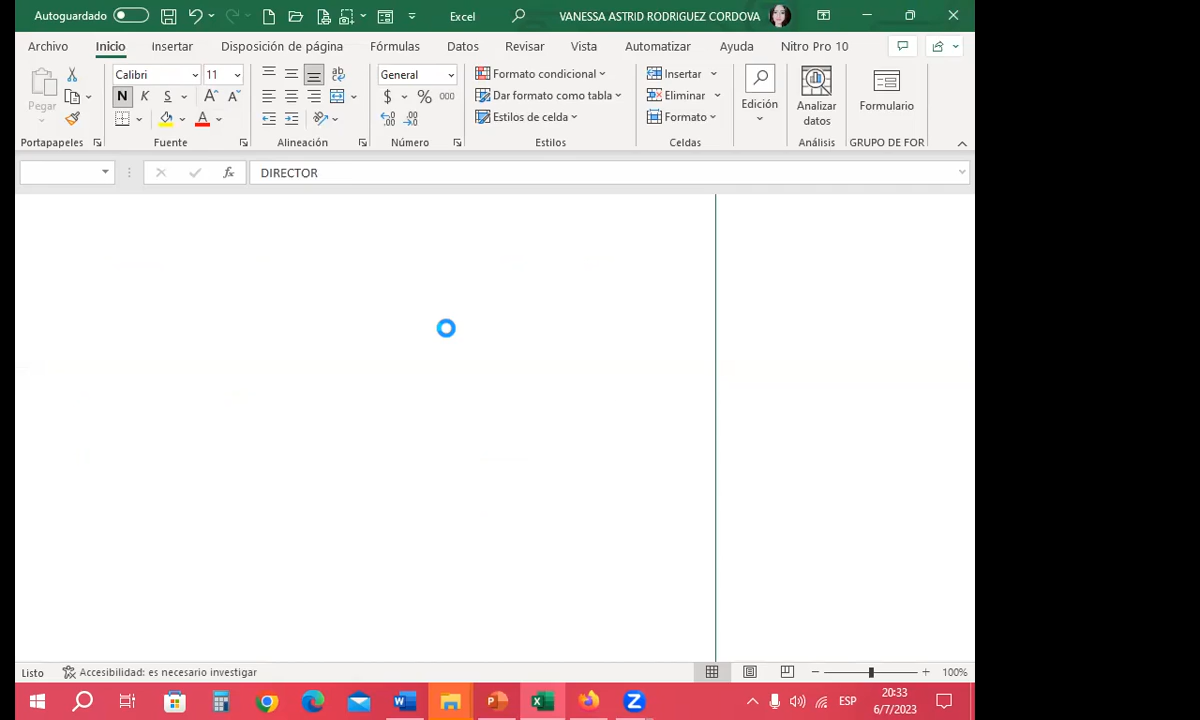 Autoguardado
Excel
VANESSA ASTRID RODRIGUEZ CORDOVA
Archivo Inicio Insertar Disposición de página Fórmulas Datos Revisar Vista Automatizar Ayuda Nitro Pro 10
Pegar
Calibri 11
N K S
General
$ % 000
Formato condicional
Dar formato como tabla
Estilos de celda
Insertar
Eliminar
Formato
Edición
Analizar datos
Formulario
Portapapeles Fuente Alineación Número Estilos Celdas Análisis GRUPO DE FOR
fx DIRECTOR
Listo Accesibilidad: es necesario investigar 100%
ESP
20:33
6/7/2023